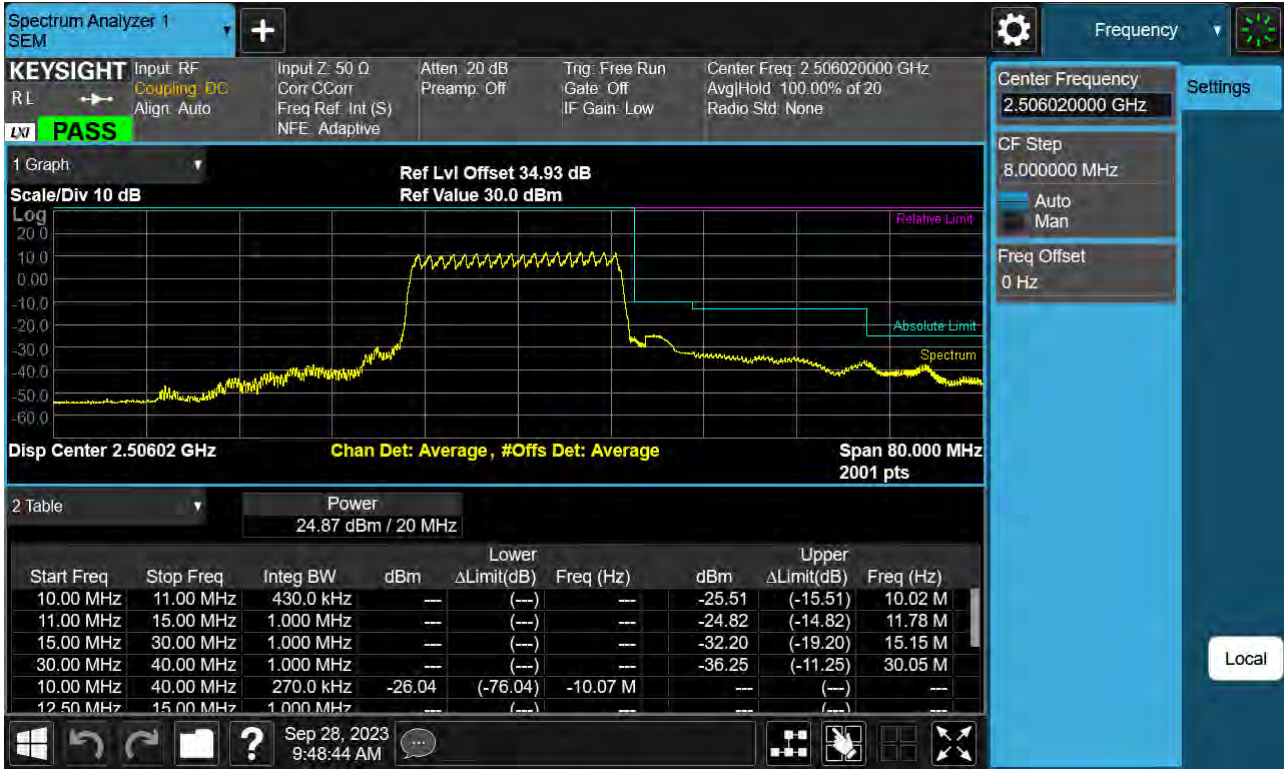 Spectrum Analyzer 1
SEM
Frequency
KEYSIGHT
R L
LXI
PASS
Input: RF
Coupling: DC
Align: Auto
Input Z: 50 Ω
Corr CCorr
Freq Ref: Int (S)
NFE: Adaptive
Atten: 20 dB
Preamp: Off
Trig: Free Run
Gate: Off
IF Gain: Low
Center Freq: 2.506020000 GHz
Avg|Hold: 100.00% of 20
Radio Std: None
1 Graph
Scale/Div 10 dB
Ref Lvl Offset 34.93 dB
Ref Value 30.0 dBm
Log
20.0
10.0
0.00
-10.0
-20.0
-30.0
-40.0
-50.0
-60.0
Relative Limit
Absolute Limit
Spectrum
Disp Center 2.50602 GHz
Chan Det: Average, #Offs Det: Average
Span 80.000 MHz
2001 pts
2 Table
Power
24.87 dBm / 20 MHz
Lower Upper
Start Freq Stop Freq Integ BW dBm ΔLimit(dB) Freq (Hz) dBm ΔLimit(dB) Freq (Hz)
10.00 MHz 11.00 MHz 430.0 kHz --- (---) --- -25.51 (-15.51) 10.02 M
11.00 MHz 15.00 MHz 1.000 MHz --- (---) --- -24.82 (-14.82) 11.78 M
15.00 MHz 30.00 MHz 1.000 MHz --- (---) --- -32.20 (-19.20) 15.15 M
30.00 MHz 40.00 MHz 1.000 MHz --- (---) --- -36.25 (-11.25) 30.05 M
10.00 MHz 40.00 MHz 270.0 kHz -26.04 (-76.04) -10.07 M --- (---) ---
12.50 MHz 15.00 MHz 1.000 MHz --- (---) --- --- (---) ---
Sep 28, 2023
9:48:44 AM
Center Frequency
2.506020000 GHz
CF Step
8.000000 MHz
Auto
Man
Freq Offset
0 Hz
Settings
Local